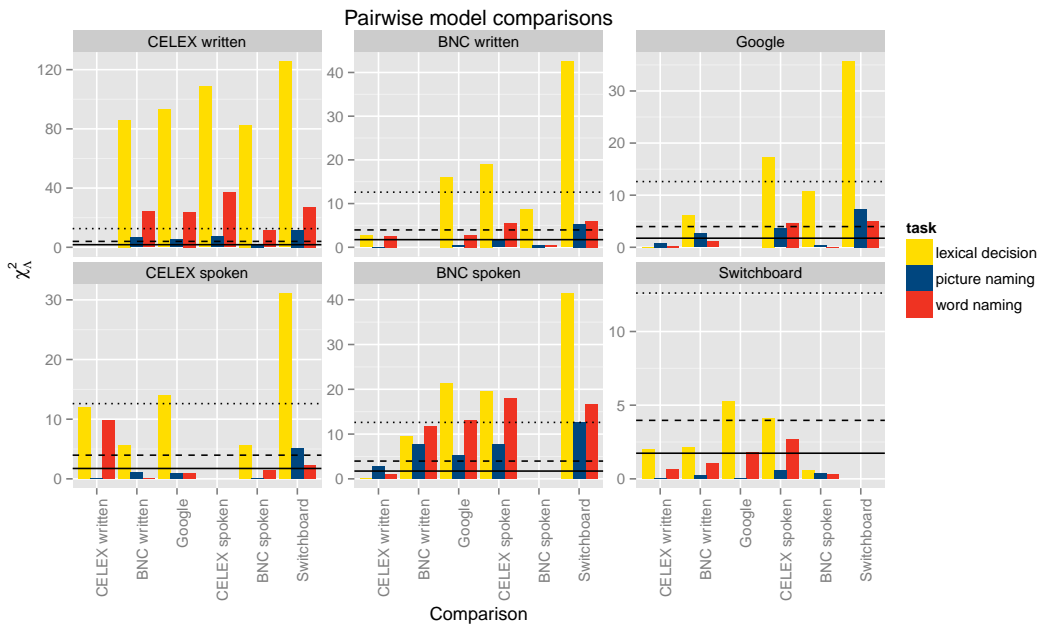 Pairwise model comparisons
CELEX written
BNC written
Google
120
80
40
0
40
30
20
10
0
30
20
10
0
χ²Λ
CELEX spoken
BNC spoken
Switchboard
30
20
10
0
40
30
20
10
0
10
5
0
task
lexical decision
picture naming
word naming
CELEX written
BNC written
Google
CELEX spoken
BNC spoken
Switchboard
CELEX written
BNC written
Google
CELEX spoken
BNC spoken
Switchboard
CELEX written
BNC written
Google
CELEX spoken
BNC spoken
Switchboard
Comparison